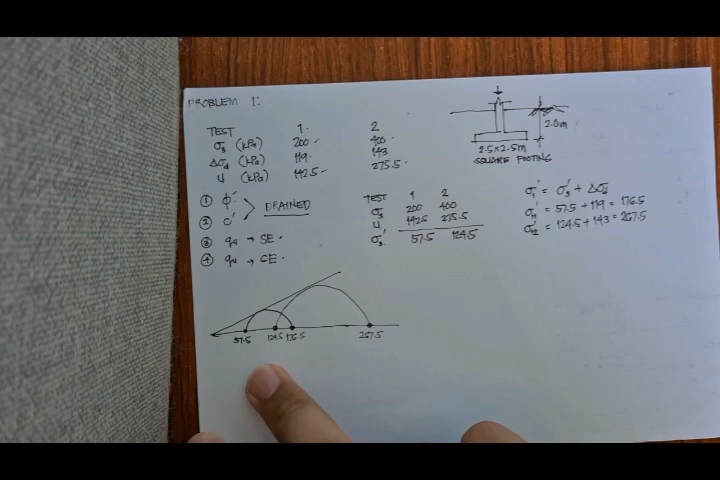 PROBLEM 1:
TEST 1. 2
σ3 (kPa) 200 400
Δσd (kPa) 119. 143
u (kPa) 142.5 275.5
2.0m
2.5 x 2.5m
SQUARE FOOTING
① φ'
② c'
DRAINED
③ qu → SE.
④ qu → CE.
TEST 1 2
σ3 200 400
u 142.5 275.5
σ3' 57.5 124.5
σ1' = σ3' + Δσd
σ11' = 57.5 + 119 = 176.5
σ12' = 124.5 + 143 = 267.5
57.5 124.5 176.5 267.5